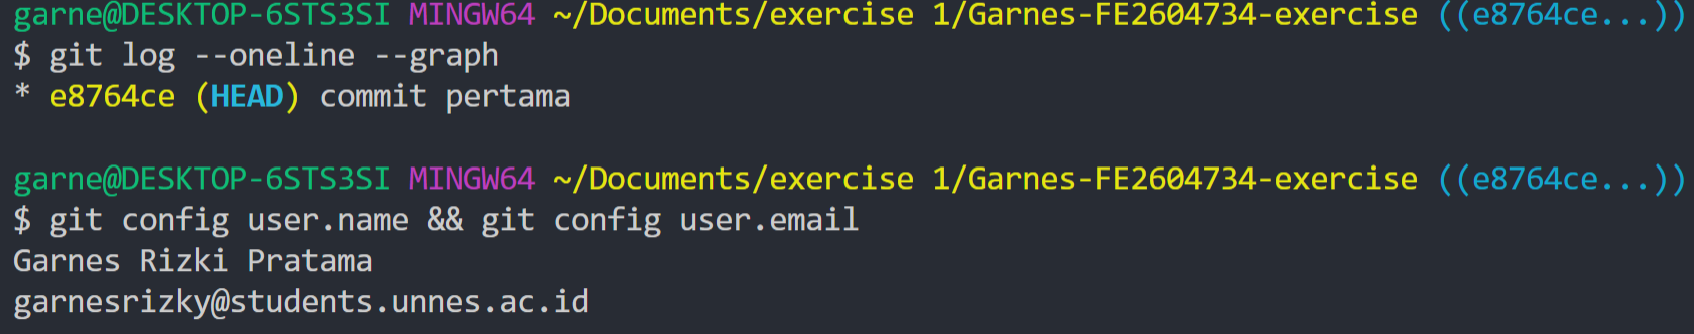 garne@DESKTOP-6STS3SI MINGW64 ~/Documents/exercise 1/Garnes-FE2604734-exercise ((e8764ce...))
$ git log --oneline --graph
* e8764ce (HEAD) commit pertama
garne@DESKTOP-6STS3SI MINGW64 ~/Documents/exercise 1/Garnes-FE2604734-exercise ((e8764ce...))
$ git config user.name && git config user.email
Garnes Rizki Pratama
garnesrizky@students.unnes.ac.id